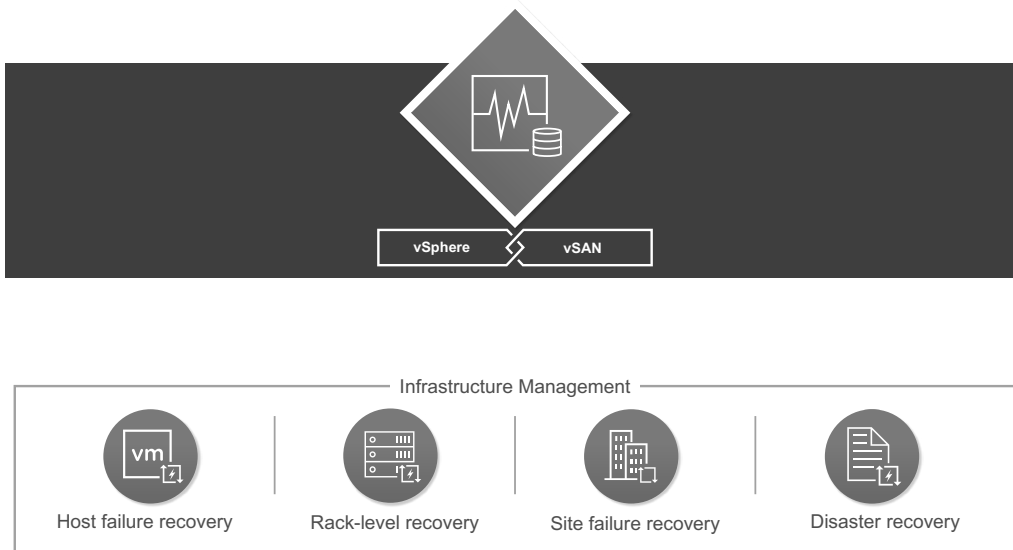 vSphere vSAN
Infrastructure Management
vm
Host failure recovery
Rack-level recovery
Site failure recovery
Disaster recovery